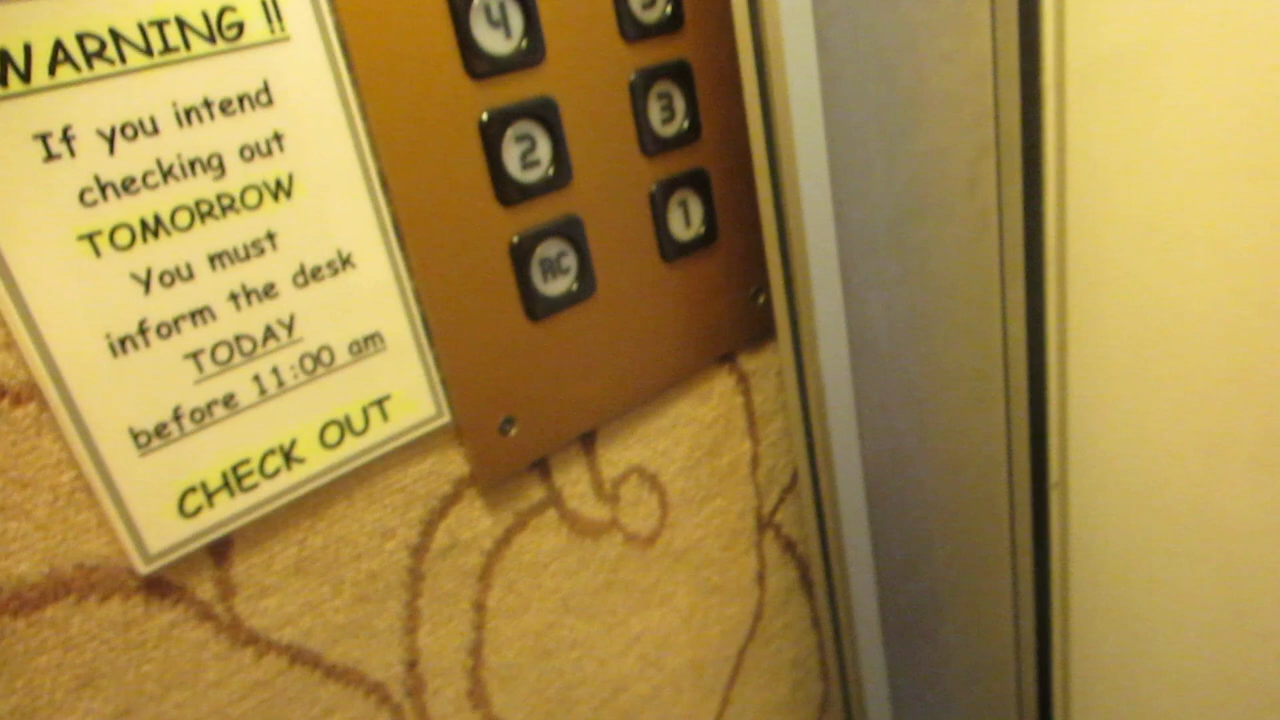 WARNING !!
If you intend
checking out
TOMORROW
You must
inform the desk
TODAY
before 11:00 am
CHECK OUT
4
2
3
RC
1